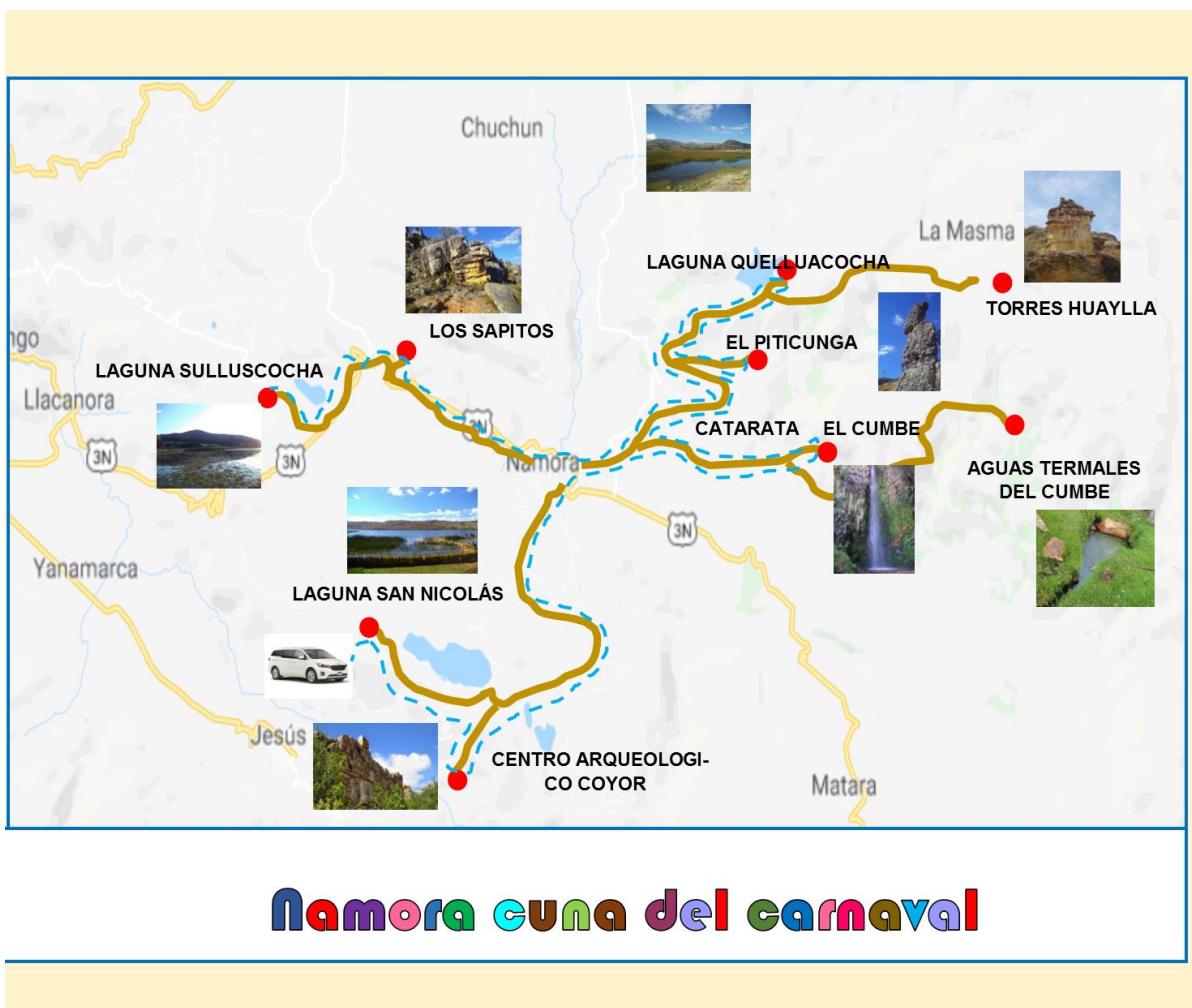 Chuchun
La Masma
LAGUNA QUELLUACOCHA
TORRES HUAYLLA
LOS SAPITOS
EL PITICUNGA
ngo
LAGUNA SULLUSCOCHA
Llacanora
3N
3N
3N
3N
Namora
CATARATA EL CUMBE
AGUAS TERMALES
DEL CUMBE
Yanamarca
LAGUNA SAN NICOLÁS
Jesús
CENTRO ARQUEOLOGI-
CO COYOR
Matara
Namora cuna del carnaval